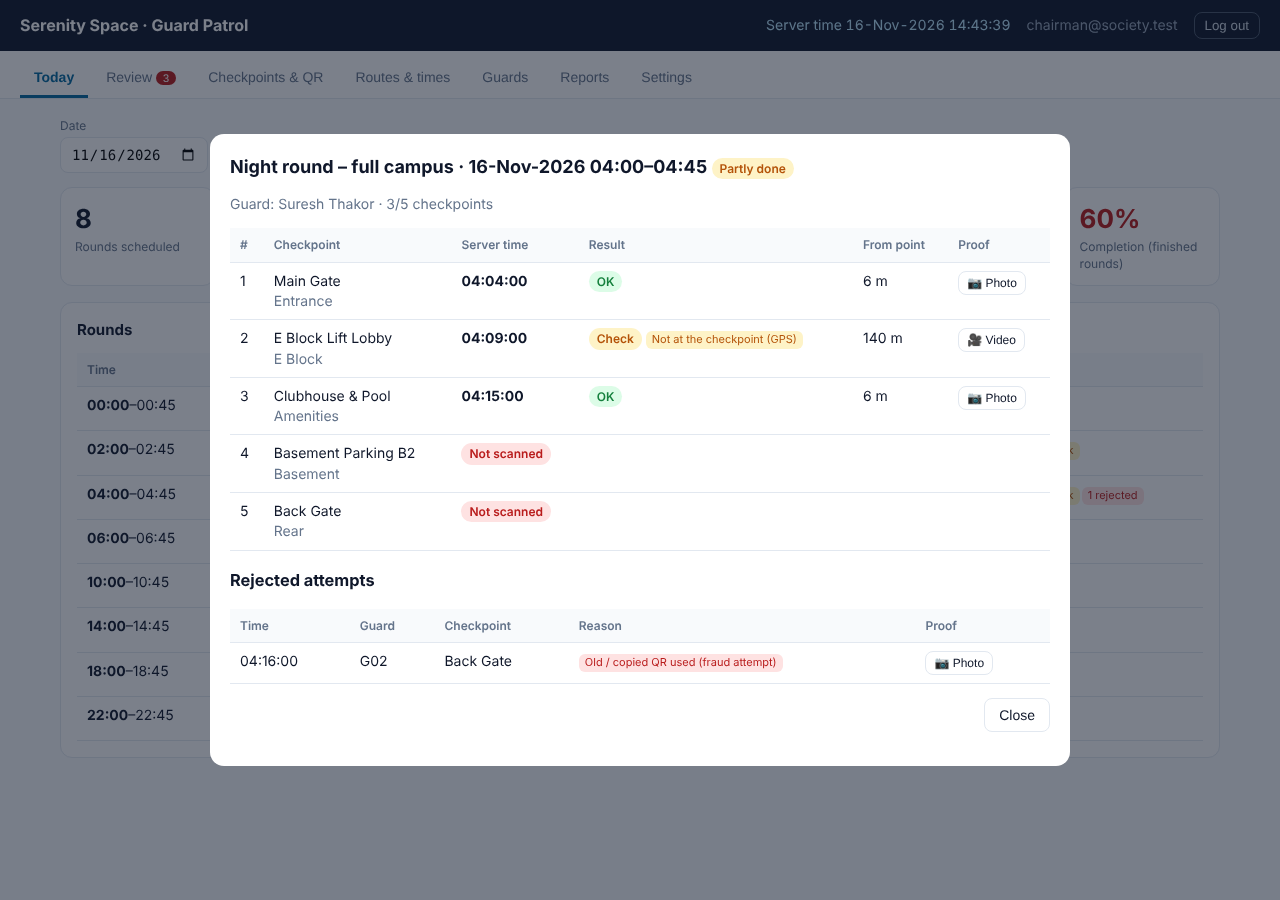 Serenity Space · Guard Patrol
Server time 16-Nov-2026 14:43:39 chairman@society.test Log out
Today Review 3 Checkpoints & QR Routes & times Guards Reports Settings
Date
11/16/2026
8
Rounds scheduled
60%
Completion (finished
rounds)
Rounds
Time
00:00–00:45
02:00–02:45
04:00–04:45 1 rejected
06:00–06:45
10:00–10:45
14:00–14:45
18:00–18:45
22:00–22:45
Night round – full campus · 16-Nov-2026 04:00–04:45 Partly done
Guard: Suresh Thakor · 3/5 checkpoints
# Checkpoint Server time Result From point Proof
1 Main Gate 04:04:00 OK 6 m 📷 Photo
Entrance
2 E Block Lift Lobby 04:09:00 Check Not at the checkpoint (GPS) 140 m 🎥 Video
E Block
3 Clubhouse & Pool 04:15:00 OK 6 m 📷 Photo
Amenities
4 Basement Parking B2 Not scanned
Basement
5 Back Gate Not scanned
Rear
Rejected attempts
Time Guard Checkpoint Reason Proof
04:16:00 G02 Back Gate Old / copied QR used (fraud attempt) 📷 Photo
Close